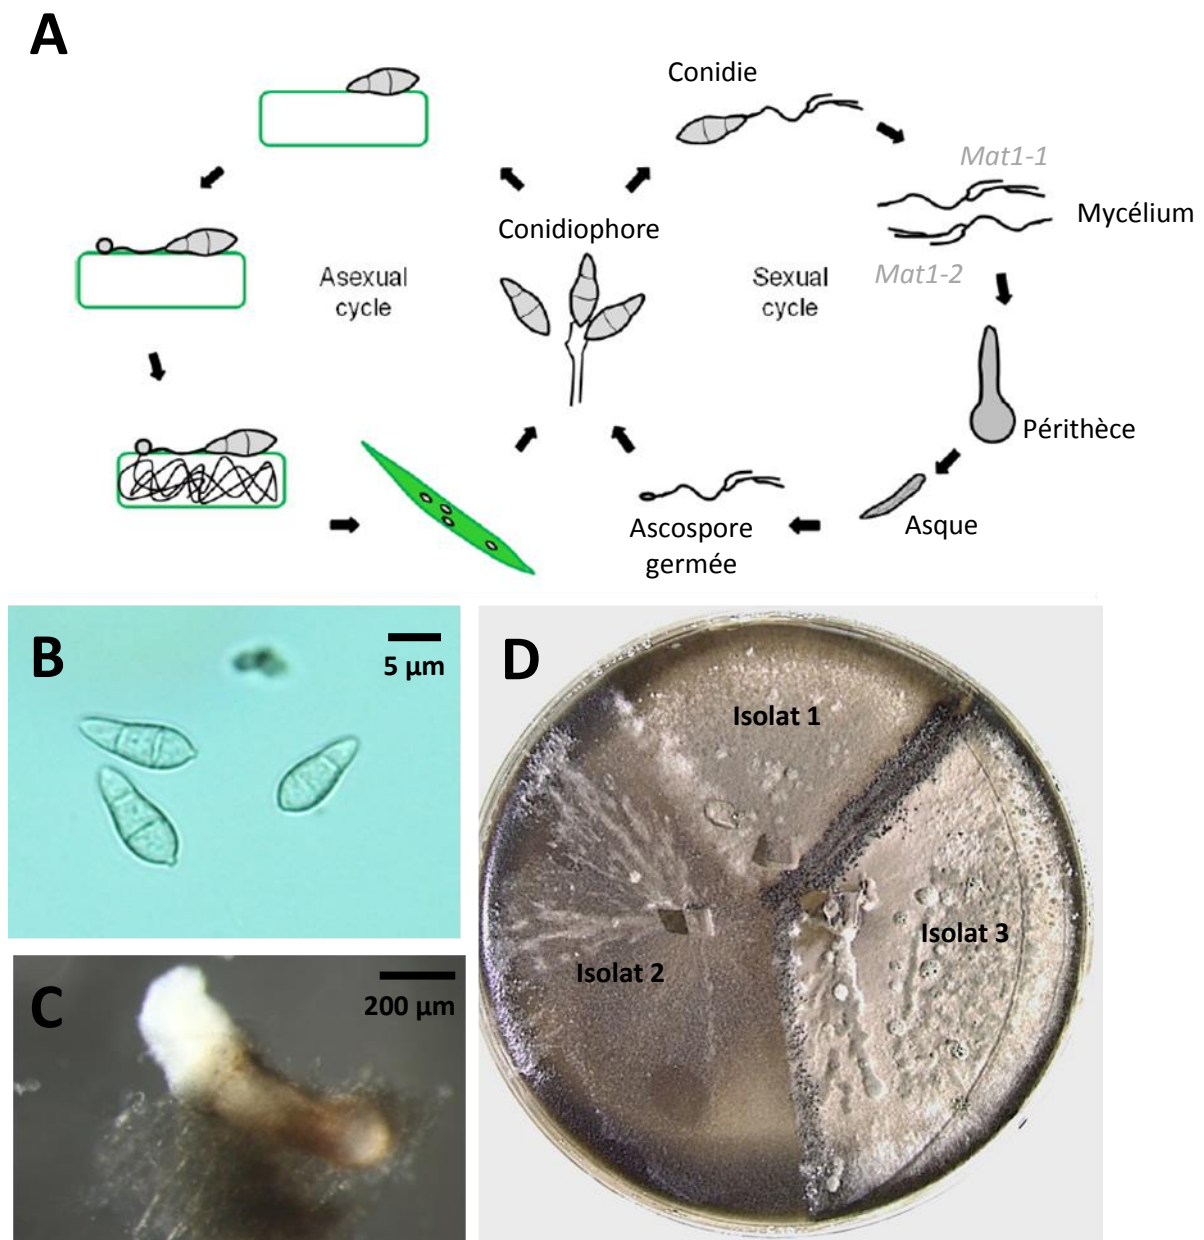 A
Conidie
Mat1-1
Mycélium
Conidiophore
Mat1-2
Asexual
cycle
Sexual
cycle
Périthèce
Asque
Ascospore
germée
B
5 µm
C
200 µm
D
Isolat 1
Isolat 2
Isolat 3